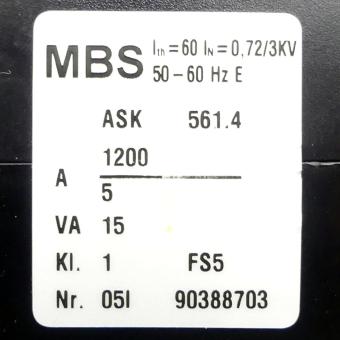 MBS Ith=60 IN=0,72/3KV
50-60 Hz E
ASK 561.4
A 1200
5
VA 15
Kl. 1 FS5
Nr. 05I 90388703